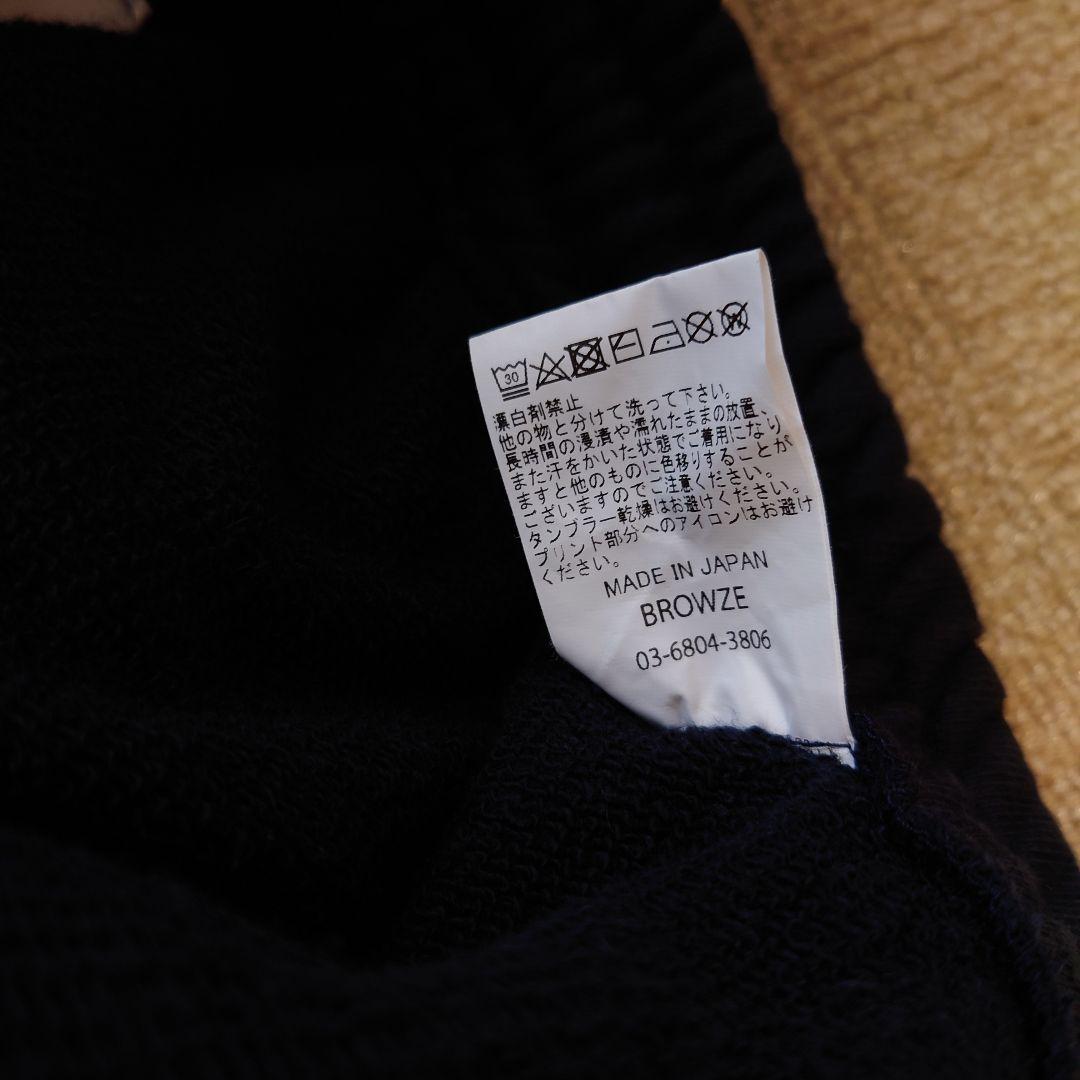 30
漂白剤禁止
他の物と分けて洗って下さい。
長時間の浸漬や濡れたままの放置、
また汗をかいた状態でご着用になり
ますと他のものに色移りすることが
ございますのでご注意ください。
タンブラー乾燥はお避けください。
プリント部分へのアイロンはお避け
ください。
MADE IN JAPAN
BROWZE
03-6804-3806